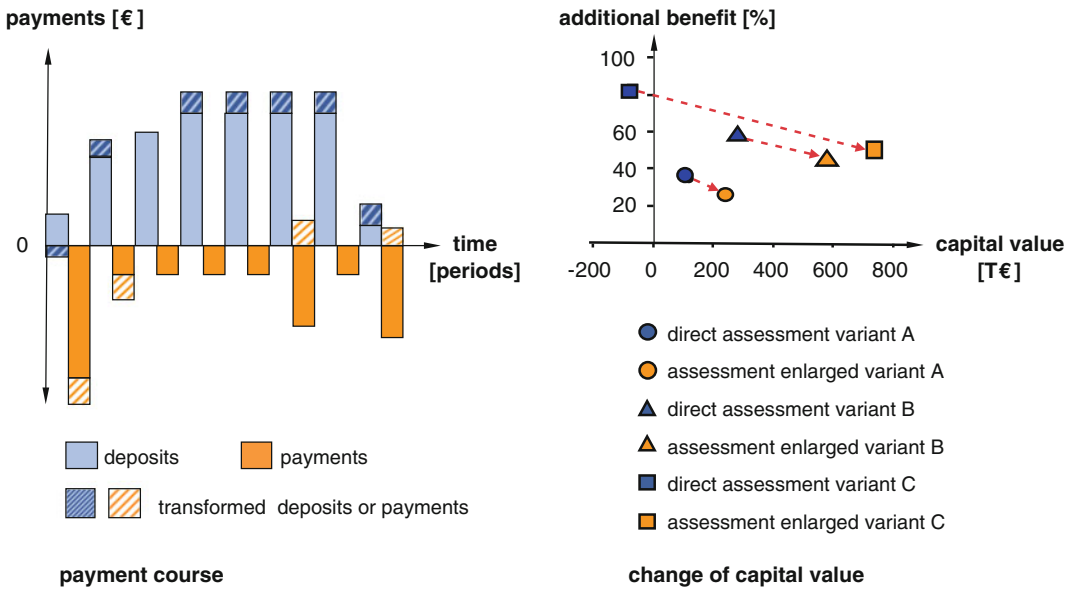 payments [€]
0
time
[periods]
deposits
payments
transformed deposits or payments
payment course
additional benefit [%]
100
60
40
20
-200 0 200 400 600 800
capital value
[T€]
direct assessment variant A
assessment enlarged variant A
direct assessment variant B
assessment enlarged variant B
direct assessment variant C
assessment enlarged variant C
change of capital value